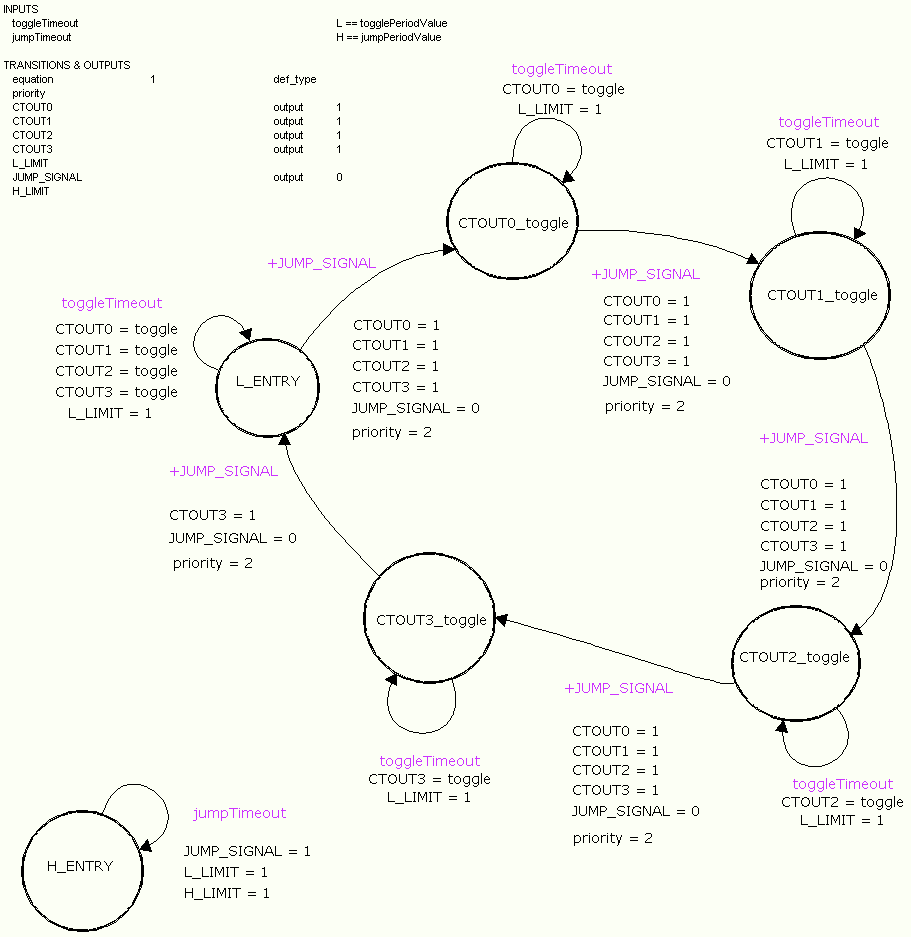 INPUTS
toggleTimeout L == togglePeriodValue
jumpTimeout H == jumpPeriodValue
TRANSITIONS & OUTPUTS
equation 1 def_type
priority
CTOUT0 output 1
CTOUT1 output 1
CTOUT2 output 1
CTOUT3 output 1
L_LIMIT
JUMP_SIGNAL output 0
H_LIMIT
toggleTimeout
CTOUT0 = toggle
L_LIMIT = 1
toggleTimeout
CTOUT1 = toggle
L_LIMIT = 1
CTOUT0_toggle
CTOUT1_toggle
+JUMP_SIGNAL
CTOUT0 = 1
CTOUT1 = 1
CTOUT2 = 1
CTOUT3 = 1
JUMP_SIGNAL = 0
priority = 2
+JUMP_SIGNAL
CTOUT0 = 1
CTOUT1 = 1
CTOUT2 = 1
CTOUT3 = 1
JUMP_SIGNAL = 0
priority = 2
toggleTimeout
CTOUT0 = toggle
CTOUT1 = toggle
CTOUT2 = toggle
CTOUT3 = toggle
L_LIMIT = 1
L_ENTRY
+JUMP_SIGNAL
CTOUT0 = 1
CTOUT1 = 1
CTOUT2 = 1
CTOUT3 = 1
JUMP_SIGNAL = 0
priority = 2
+JUMP_SIGNAL
CTOUT3 = 1
JUMP_SIGNAL = 0
priority = 2
CTOUT3_toggle
CTOUT2_toggle
+JUMP_SIGNAL
CTOUT0 = 1
CTOUT1 = 1
CTOUT2 = 1
CTOUT3 = 1
JUMP_SIGNAL = 0
priority = 2
toggleTimeout
CTOUT3 = toggle
L_LIMIT = 1
toggleTimeout
CTOUT2 = toggle
L_LIMIT = 1
jumpTimeout
H_ENTRY
JUMP_SIGNAL = 1
L_LIMIT = 1
H_LIMIT = 1